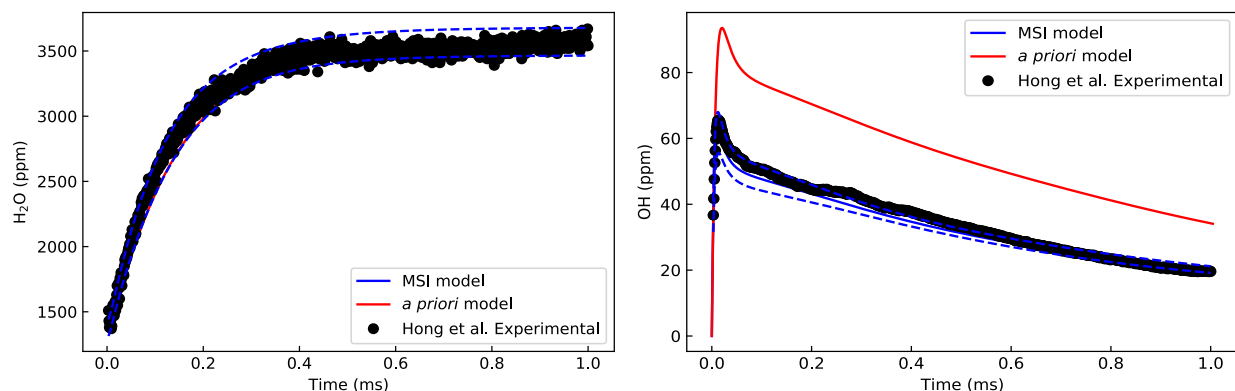 3500
3000
2500
2000
1500
H₂O (ppm)
0.0 0.2 0.4 0.6 0.8 1.0
Time (ms)
MSI model
a priori model
Hong et al. Experimental
80
60
40
20
0
OH (ppm)
0.0 0.2 0.4 0.6 0.8 1.0
Time (ms)
MSI model
a priori model
Hong et al. Experimental